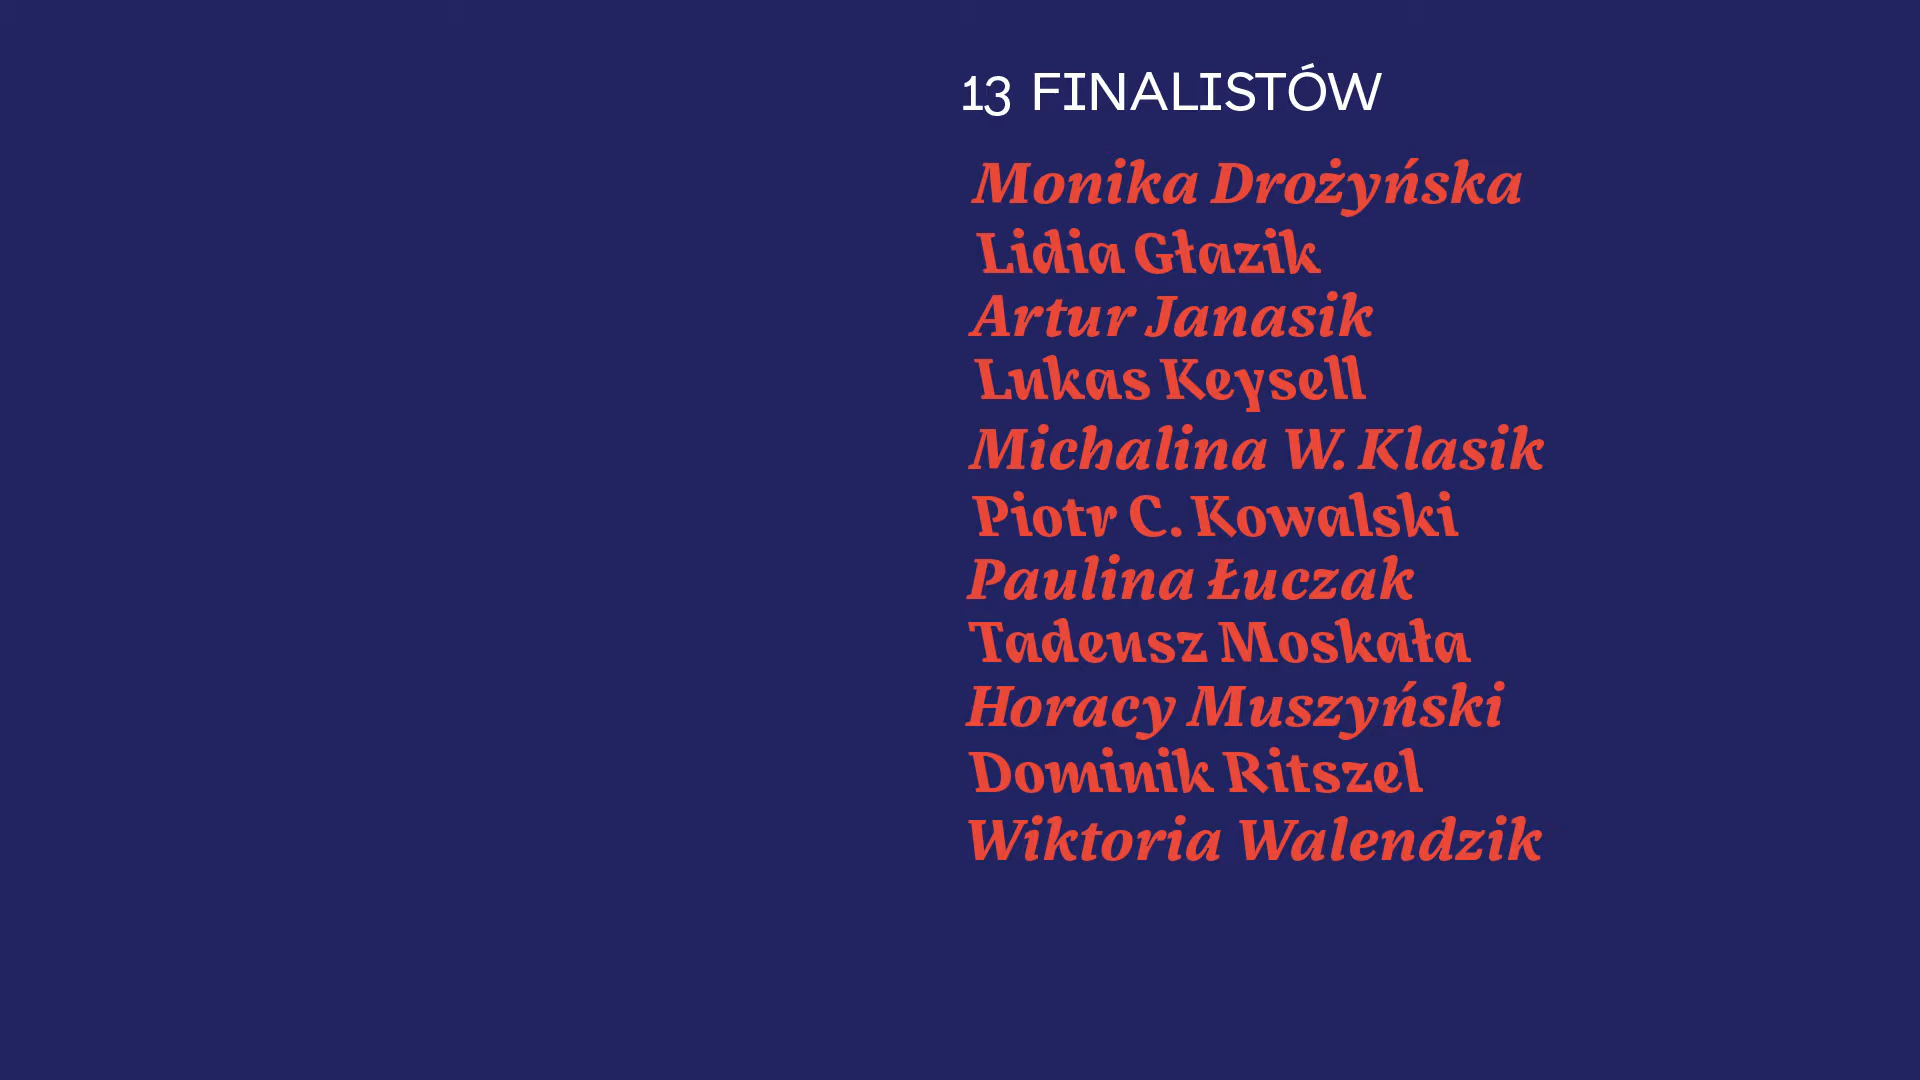 13 FINALISTÓW
Monika Drożyńska
Lidia Głazik
Artur Janasik
Lukas Keysell
Michalina W. Klasik
Piotr C. Kowalski
Paulina Łuczak
Tadeusz Moskała
Horacy Muszyński
Dominik Ritszel
Wiktoria Walendzik